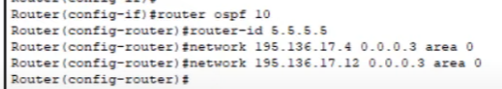 Router(config-if)#router ospf 10
Router(config-router)#router-id 5.5.5.5
Router(config-router)#network 195.136.17.4 0.0.0.3 area 0
Router(config-router)#network 195.136.17.12 0.0.0.3 area 0
Router(config-router)#